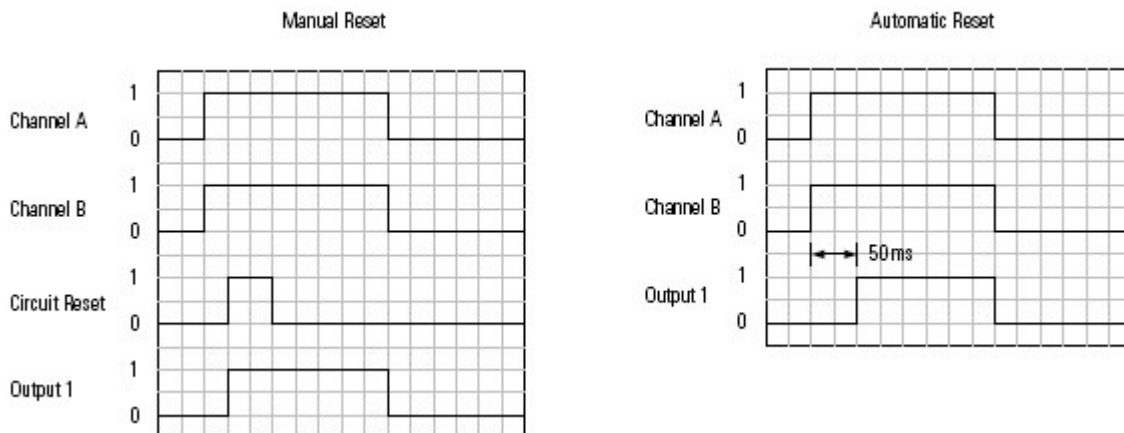 Manual Reset
Channel A
1
0
Channel B
1
0
Circuit Reset
1
0
Output 1
1
0
Automatic Reset
Channel A
1
0
Channel B
1
0
50ms
Output 1
1
0